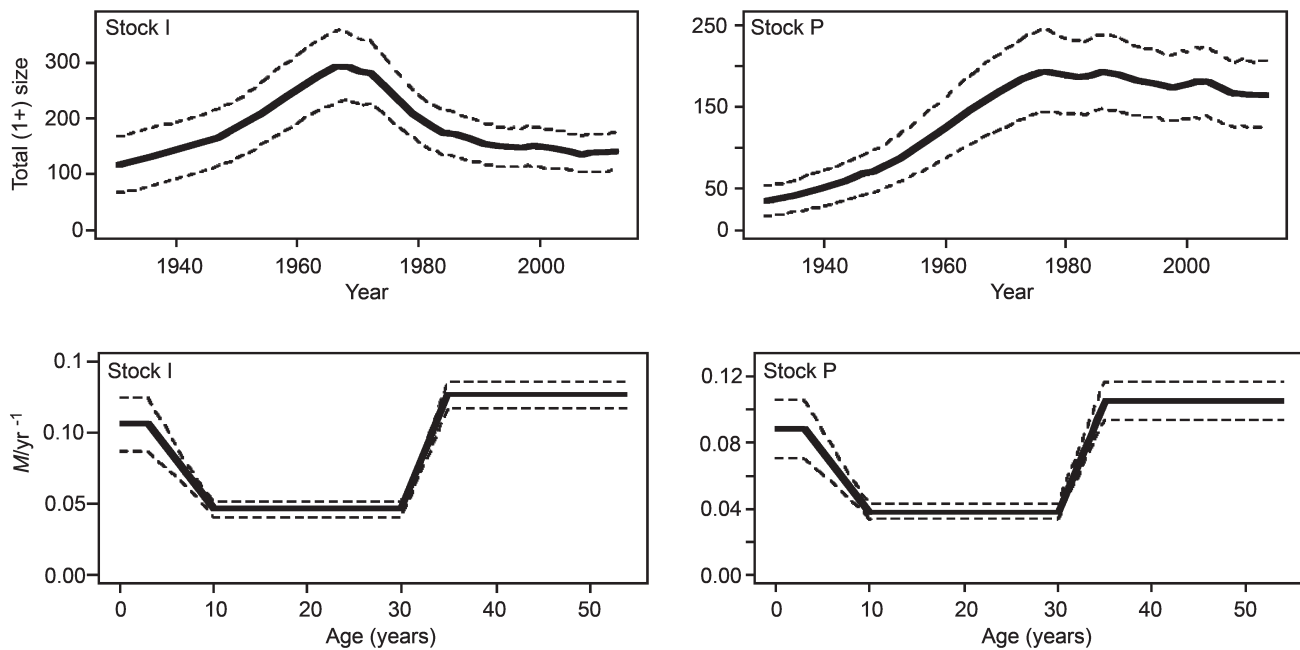 Stock I
Total (1+) size
300
200
100
0
1940 1960 1980 2000
Year
Stock P
250
150
50
0
1940 1960 1980 2000
Year
Stock I
M/yr -1
0.1
0.10
0.05
0.00
0 10 20 30 40 50
Age (years)
Stock P
0.12
0.08
0.04
0.00
0 10 20 30 40 50
Age (years)